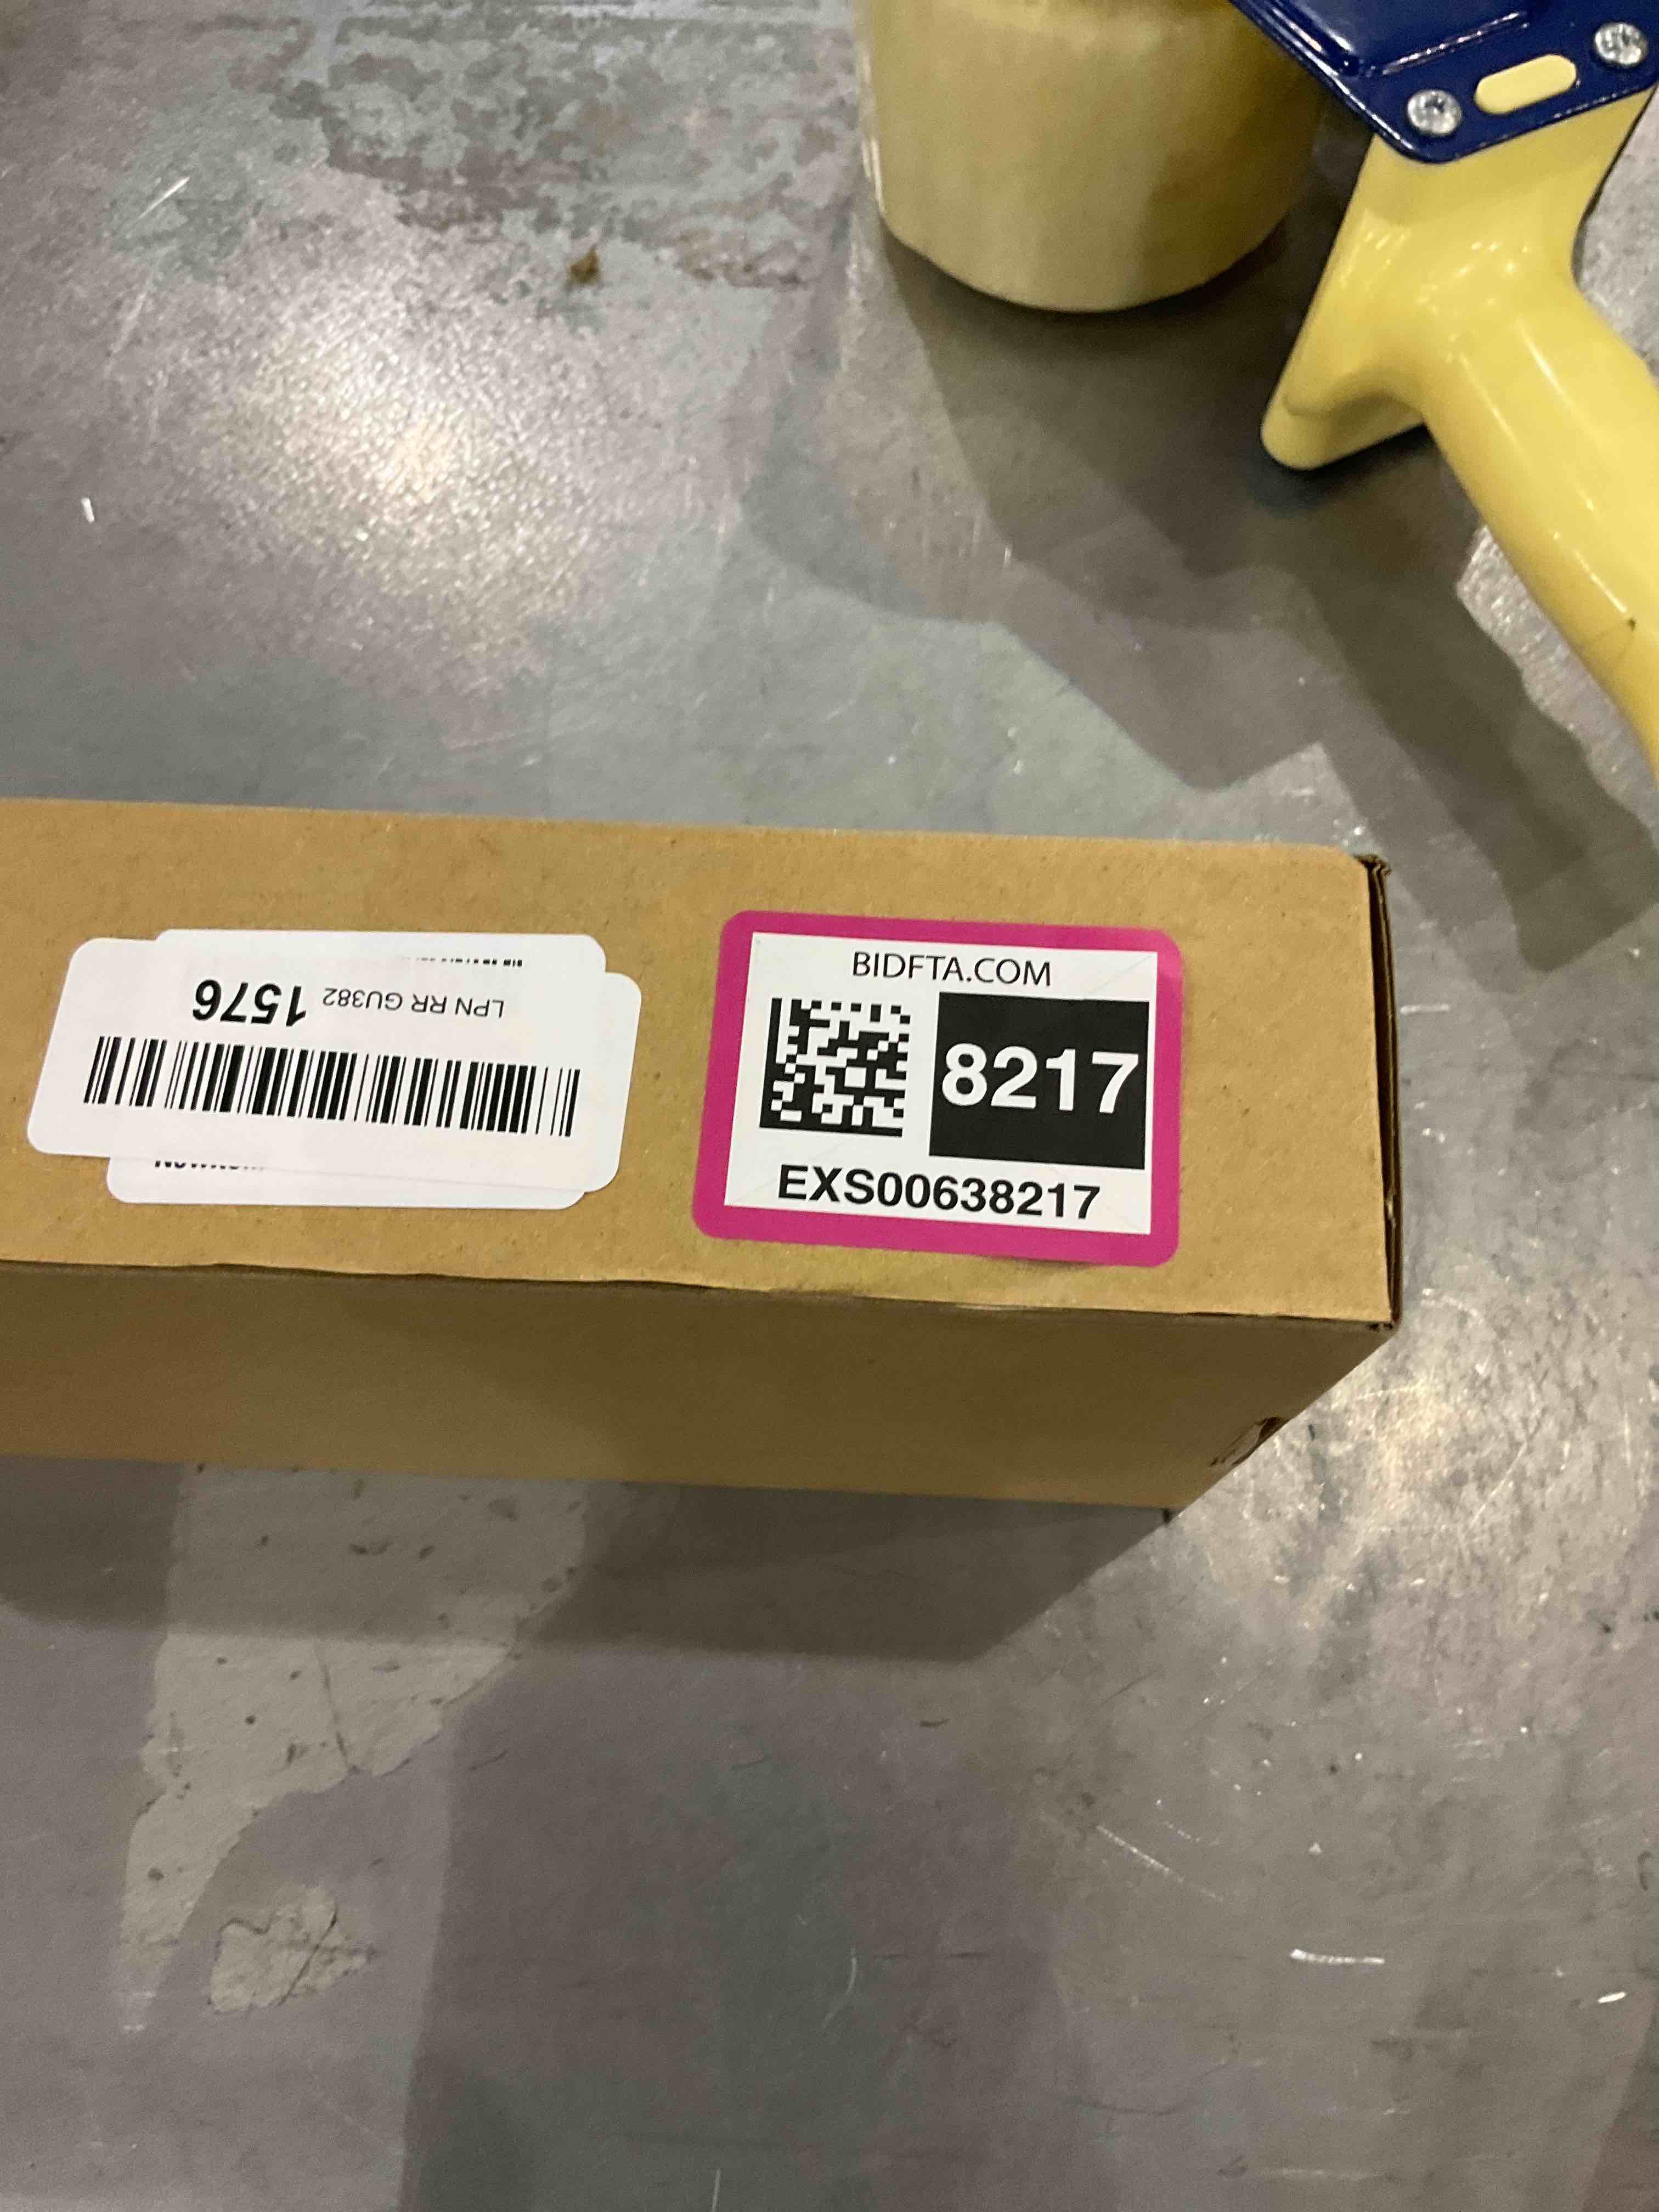 LPN RR GU382 1576
BIDFTA.COM
8217
EXS00638217